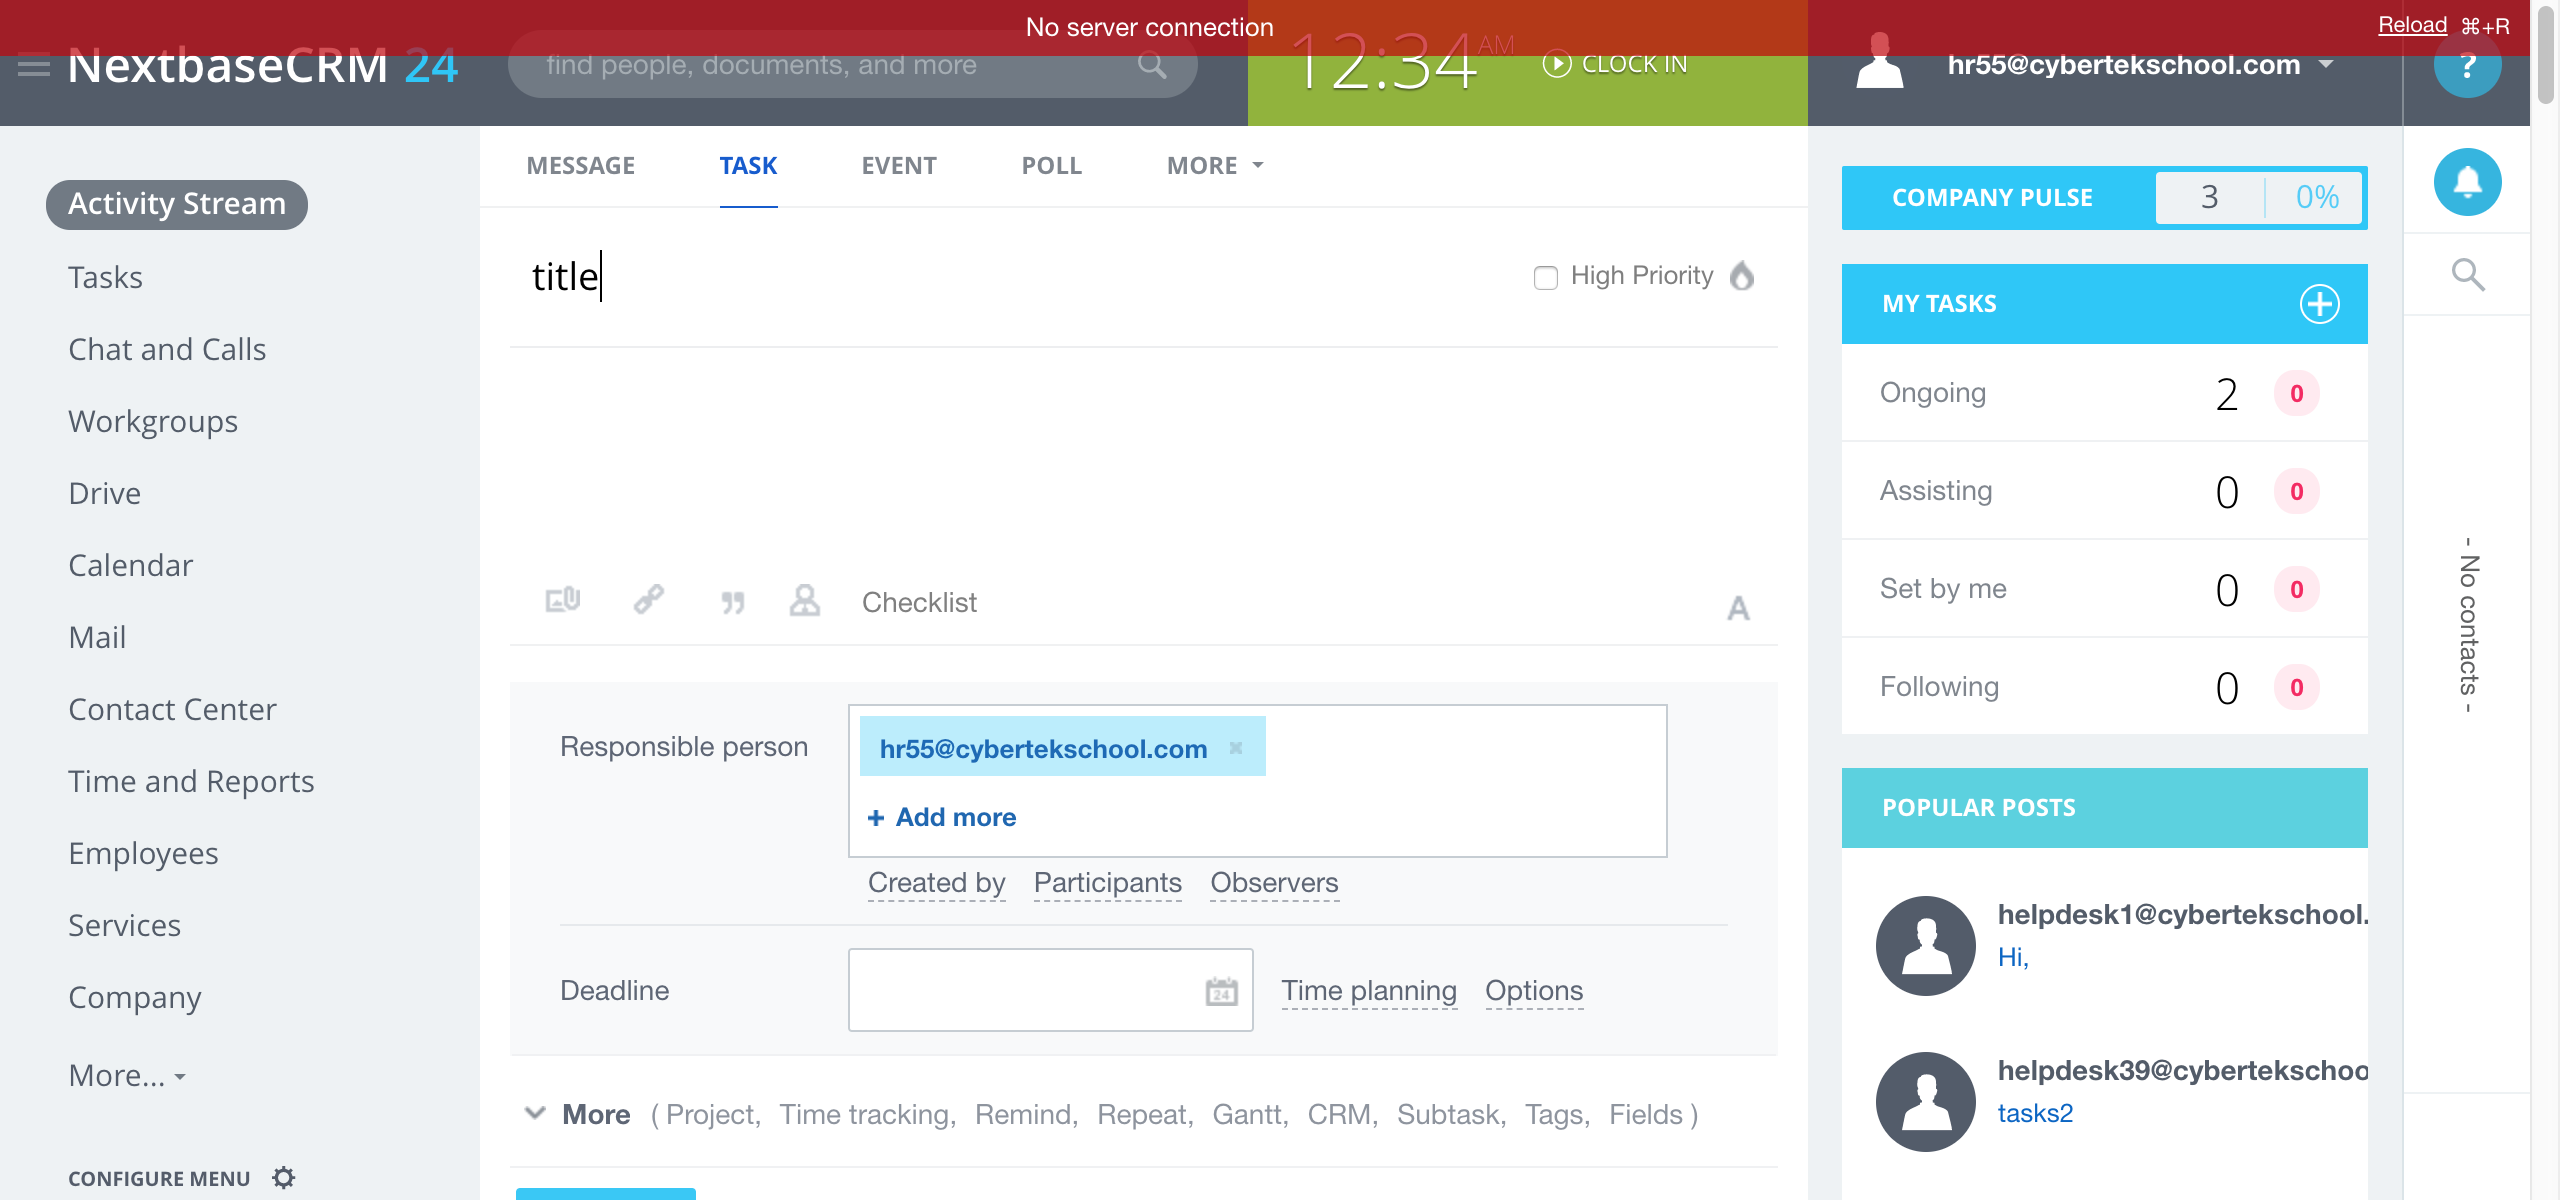 No server connection
Reload ⌘+R
NextbaseCRM 24
find people, documents, and more
12:34 AM
CLOCK IN
hr55@cybertekschool.com
?
Activity Stream
Tasks
Chat and Calls
Workgroups
Drive
Calendar
Mail
Contact Center
Time and Reports
Employees
Services
Company
More...
CONFIGURE MENU
MESSAGE TASK EVENT POLL MORE
title
High Priority
Checklist
A
Responsible person
hr55@cybertekschool.com ×
+ Add more
Created by Participants Observers
Deadline
24
Time planning Options
More ( Project, Time tracking, Remind, Repeat, Gantt, CRM, Subtask, Tags, Fields )
COMPANY PULSE 3 0%
MY TASKS
Ongoing 2 0
Assisting 0 0
Set by me 0 0
Following 0 0
POPULAR POSTS
helpdesk1@cybertekschool.
Hi,
helpdesk39@cybertekschoo
tasks2
- No contacts -